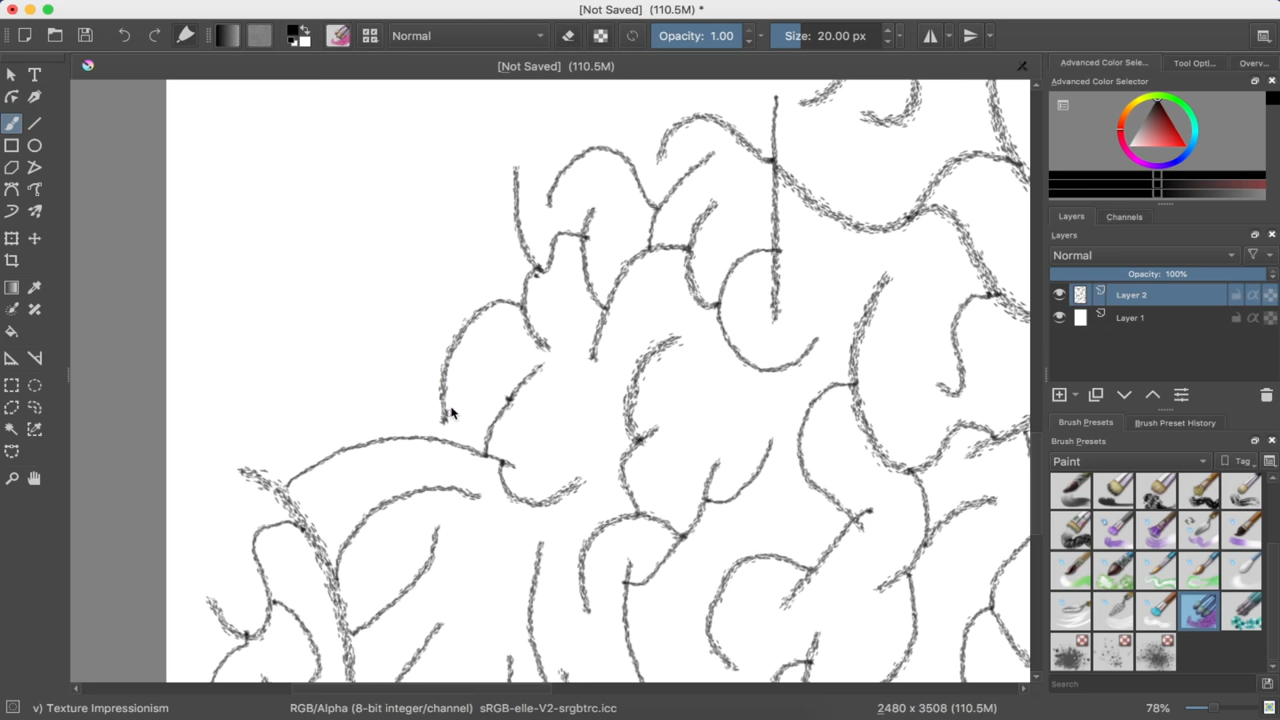 [Not Saved]  (110.5M) *
Normal
Opacity: 1.00
Size: 20.00 px
[Not Saved]  (110.5M)
Advanced Color Sele...
Tool Opti...
Overv...
Advanced Color Selector
Layers
Channels
Layers
Normal
Opacity: 100%
Layer 2
Layer 1
Brush Presets
Brush Preset History
Brush Presets
Paint
Tag
Search
v) Texture Impressionism
RGB/Alpha (8-bit integer/channel)  sRGB-elle-V2-srgbtrc.icc
2480 x 3508 (110.5M)
78%